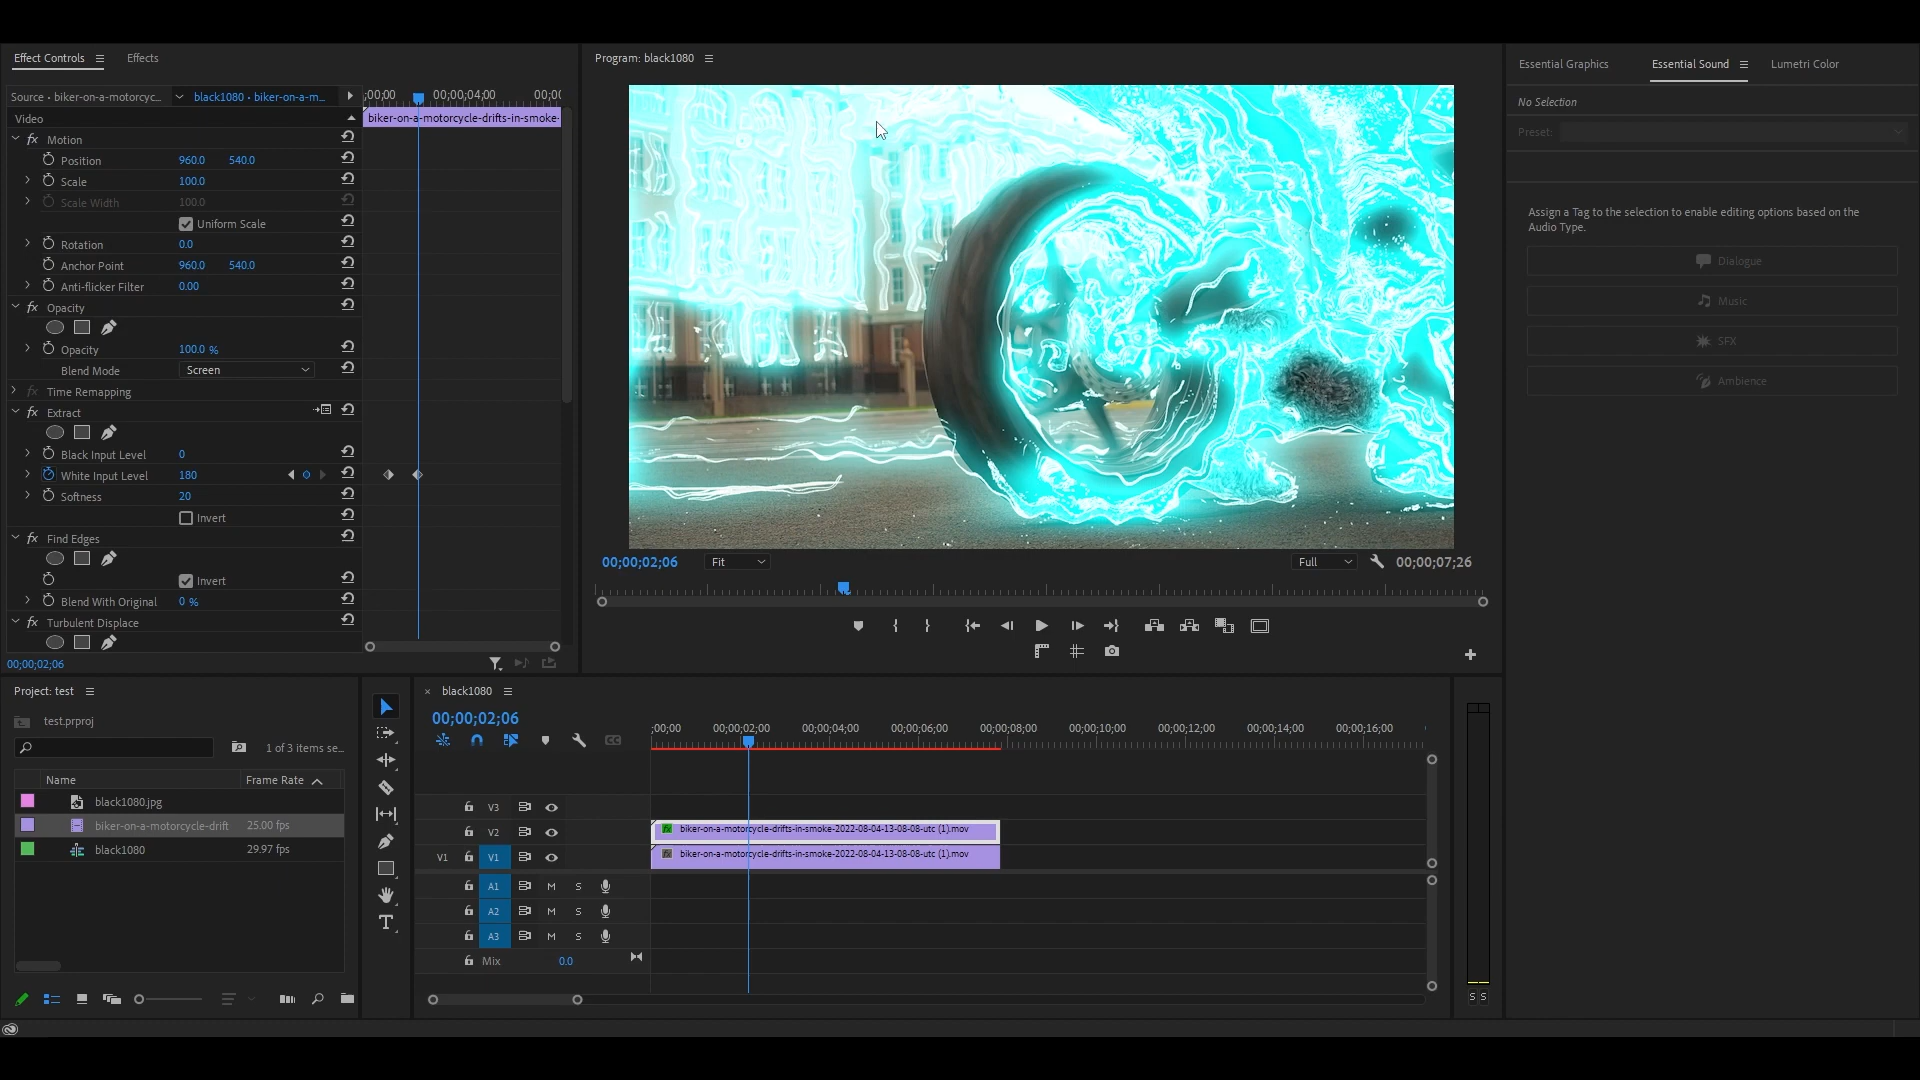 Effect Controls
Effects
Source • biker-on-a-motorcyc...
black1080 • biker-on-a-m...
;00;00
00;00;04;00
00;0(
Video
biker-on-a-motorcycle-drifts-in-smoke-
Motion
Position 960.0 540.0
Scale 100.0
Scale Width 100.0
Uniform Scale
Rotation 0.0
Anchor Point 960.0 540.0
Anti-flicker Filter 0.00
fx Opacity
Opacity 100.0 %
Blend Mode Screen
fx Time Remapping
fx Extract
Black Input Level 0
White Input Level 180
Softness 20
Invert
fx Find Edges
Invert
Blend With Original 0 %
fx Turbulent Displace
00;00;02;06
Program: black1080
00;00;02;06
Fit
Full
00;00;07;26
Essential Graphics
Essential Sound
Lumetri Color
No Selection
Preset:
Assign a Tag to the selection to enable editing options based on the
Audio Type.
Dialogue
Music
SFX
Ambience
Project: test
test.prproj
1 of 3 items se...
Name Frame Rate
black1080.jpg
biker-on-a-motorcycle-drift 25.00 fps
black1080 29.97 fps
T
× black1080
00;00;02;06
;00;00 00;00;02;00 00;00;04;00 00;00;06;00 00;00;08;00 00;00;10;00 00;00;12;00 00;00;14;00 00;00;16;00
V3
V2 fx biker-on-a-motorcycle-drifts-in-smoke-2022-08-04-13-08-08-utc (1).mov
V1 V1 fx biker-on-a-motorcycle-drifts-in-smoke-2022-08-04-13-08-08-utc (1).mov
A1 M S
A2 M S
A3 M S
Mix 0.0
S S